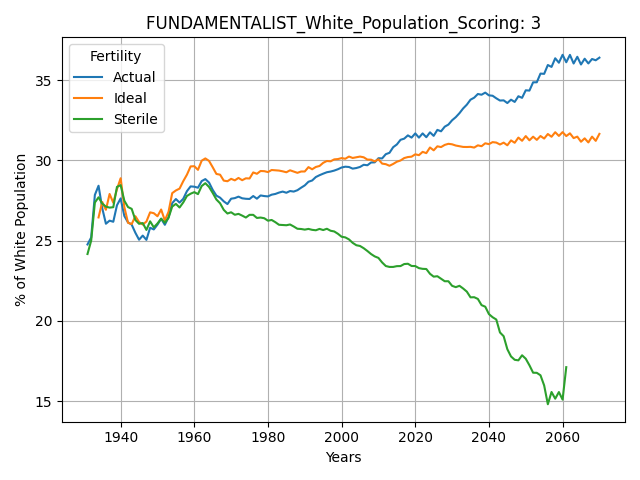 FUNDAMENTALIST_White_Population_Scoring: 3
Fertility
Actual
Ideal
Sterile
% of White Population
35
30
25
20
15
1940 1960 1980 2000 2020 2040 2060
Years